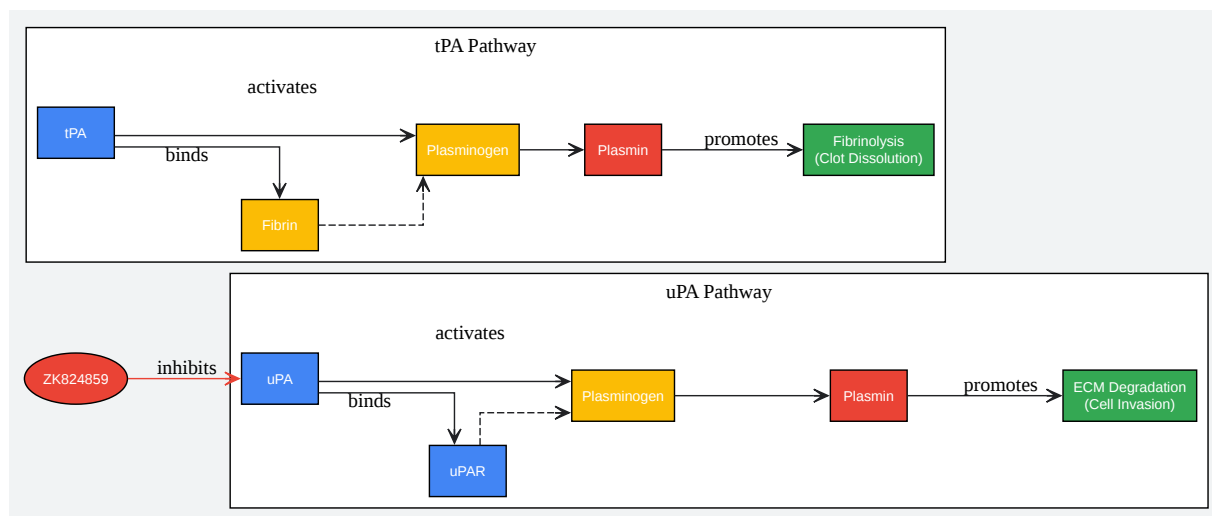 tPA Pathway
activates
tPA
binds
Plasminogen
Plasmin
promotes
Fibrinolysis
(Clot Dissolution)
Fibrin
uPA Pathway
activates
ZK824859
inhibits
uPA
binds
Plasminogen
Plasmin
promotes
ECM Degradation
(Cell Invasion)
uPAR